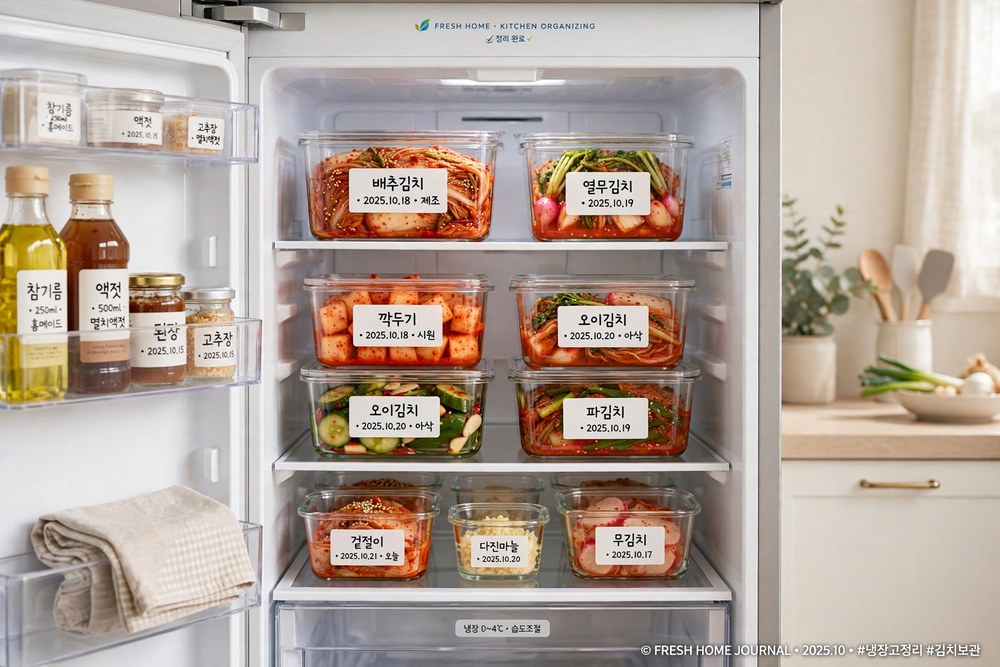 FRESH HOME · KITCHEN ORGANIZING
정리 완료
참기름
250ml
홈메이드
액젓
• 2025.10.15
고추장
• 멸치액젓
참기름
• 250ml
홈메이드
액젓
• 500ml
멸치액젓
된장
• 2025.10.15
고추장
• 2025.10.15
배추김치
• 2025.10.18 • 제조
열무김치
• 2025.10.19
깍두기
• 2025.10.18 • 시원
오이김치
• 2025.10.20 • 아삭
오이김치
• 2025.10.20 • 아삭
파김치
• 2025.10.19
겉절이
• 2025.10.21 • 오늘
다진마늘
• 2025.10.20
무김치
• 2025.10.17
냉장 0~4℃ • 습도조절
© FRESH HOME JOURNAL • 2025.10 • #냉장고정리 #김치보관